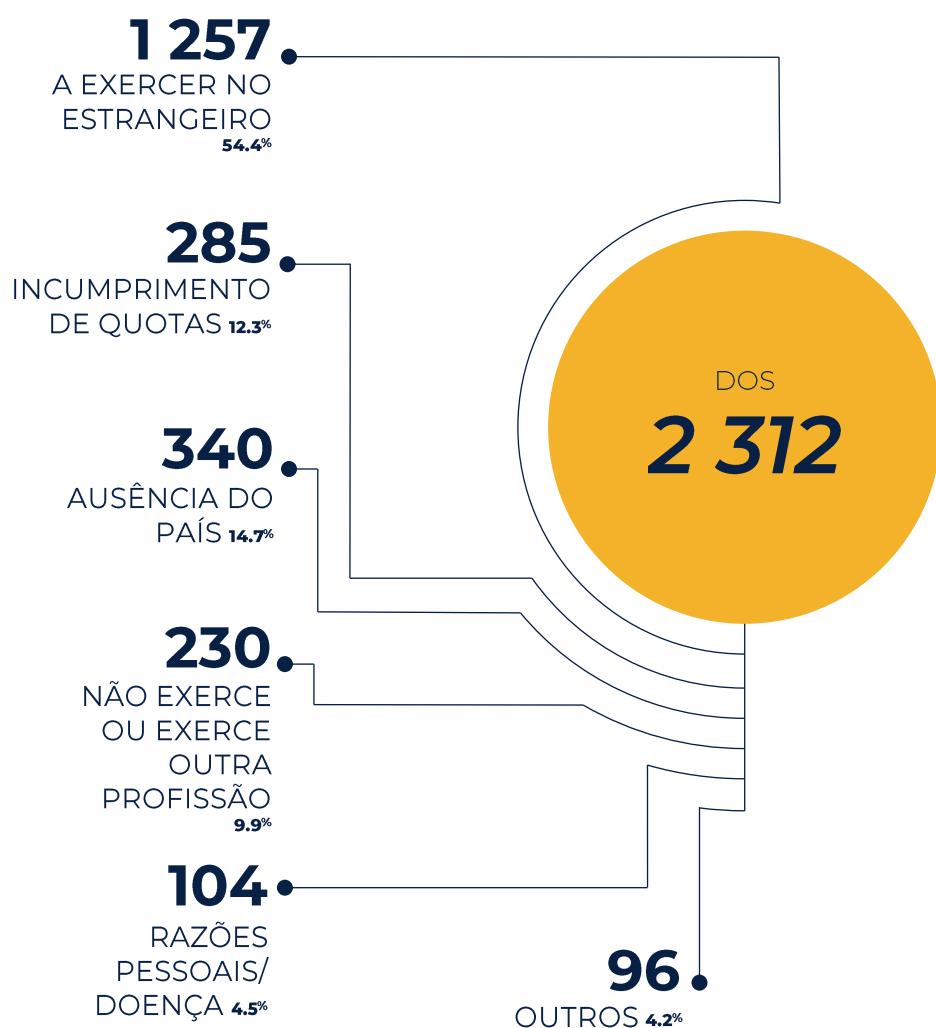 1 257
A EXERCER NO
ESTRANGEIRO
54.4%
285
INCUMPRIMENTO
DE QUOTAS 12.3%
340
AUSÊNCIA DO
PAÍS 14.7%
230
NÃO EXERCE
OU EXERCE
OUTRA
PROFISSÃO
9.9%
104
RAZÕES
PESSOAIS/
DOENÇA 4.5%
96
OUTROS 4.2%
DOS
2 312